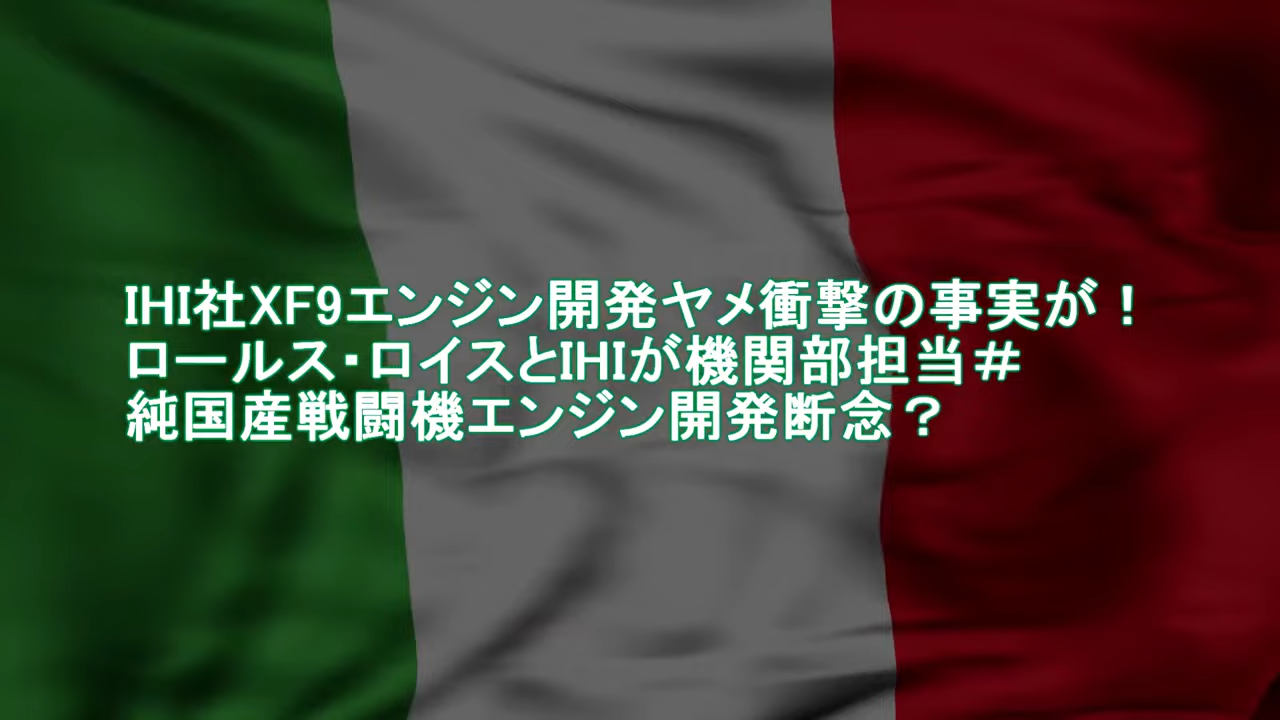 IHI社XF9エンジン開発ヤメ衝撃の事実が！
ロールス・ロイスとIHIが機関部担当＃
純国産戦闘機エンジン開発断念？